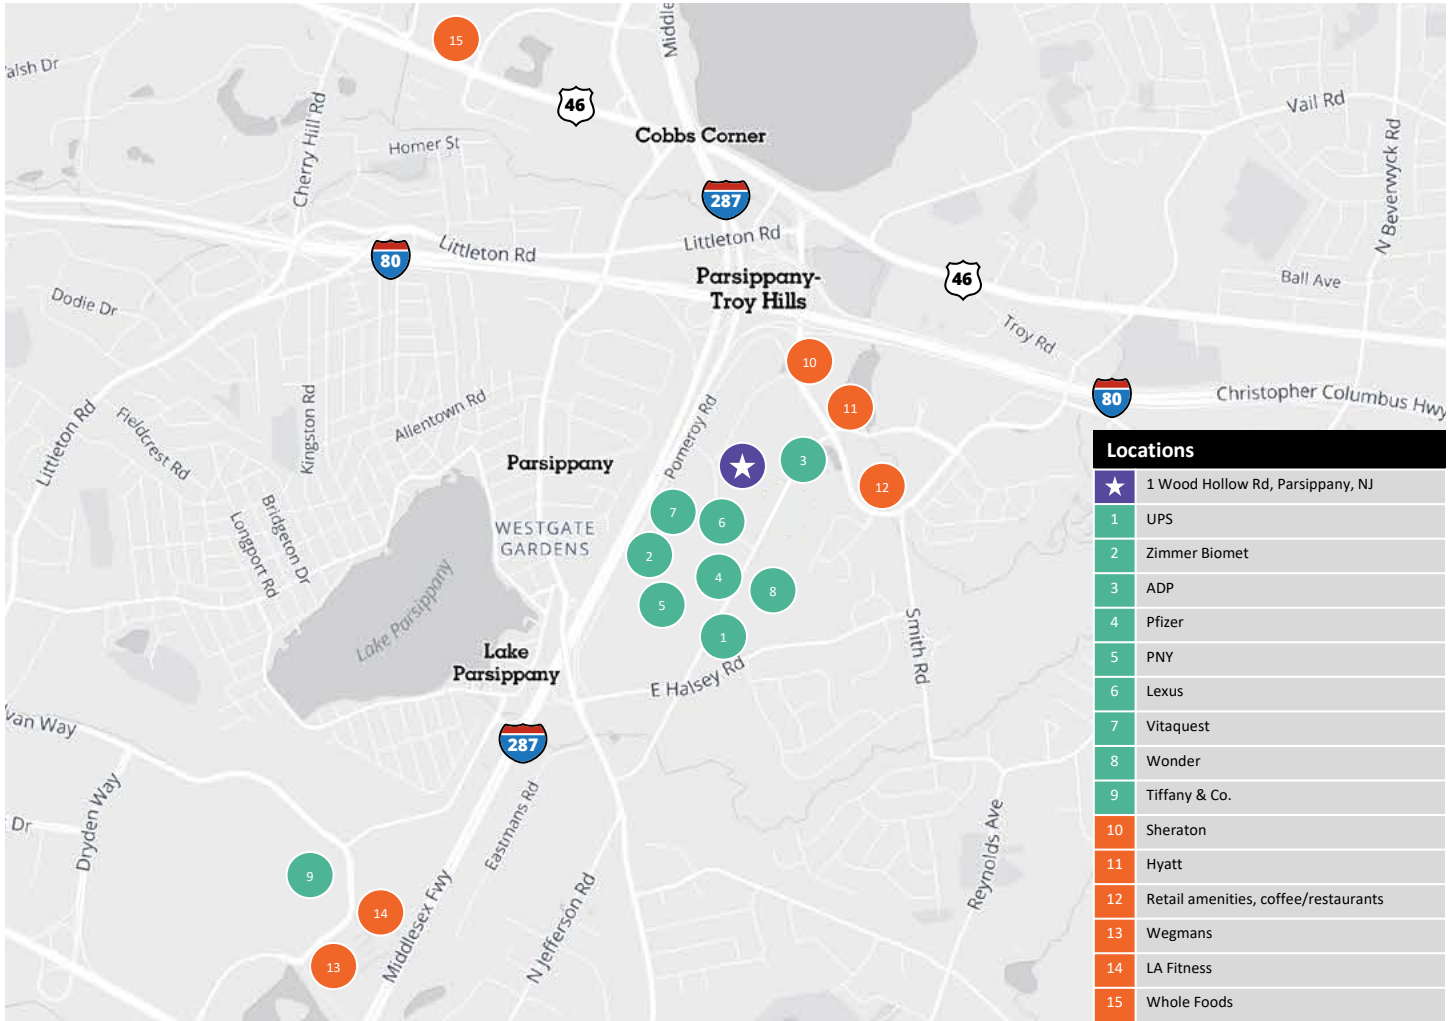 15
Middle
alsh Dr
46
Vail Rd
Cherry Hill Rd
Cobbs Corner
Homer St
N Beverwyck Rd
287
Littleton Rd
Littleton Rd
80
Parsippany-
Troy Hills
46
Ball Ave
Dodie Dr
Troy Rd
10
80
Christopher Columbus Hwy
11
Littleton Rd
Fieldcrest Rd
Kingston Rd
Allentown Rd
Pomeroy Rd
Parsippany
3
12
7
6
WESTGATE
GARDENS
Bridgeton Dr
Longport Rd
2
4
8
5
1
Lake Parsippany
Smith Rd
Lake
Parsippany
E Halsey Rd
van Way
287
Dryden Way
Dr
Eastmans Rd
Reynolds Ave
9
14
Middlesex Fwy
N Jefferson Rd
13
Locations
1 Wood Hollow Rd, Parsippany, NJ
1 UPS
2 Zimmer Biomet
3 ADP
4 Pfizer
5 PNY
6 Lexus
7 Vitaquest
8 Wonder
9 Tiffany & Co.
10 Sheraton
11 Hyatt
12 Retail amenities, coffee/restaurants
13 Wegmans
14 LA Fitness
15 Whole Foods